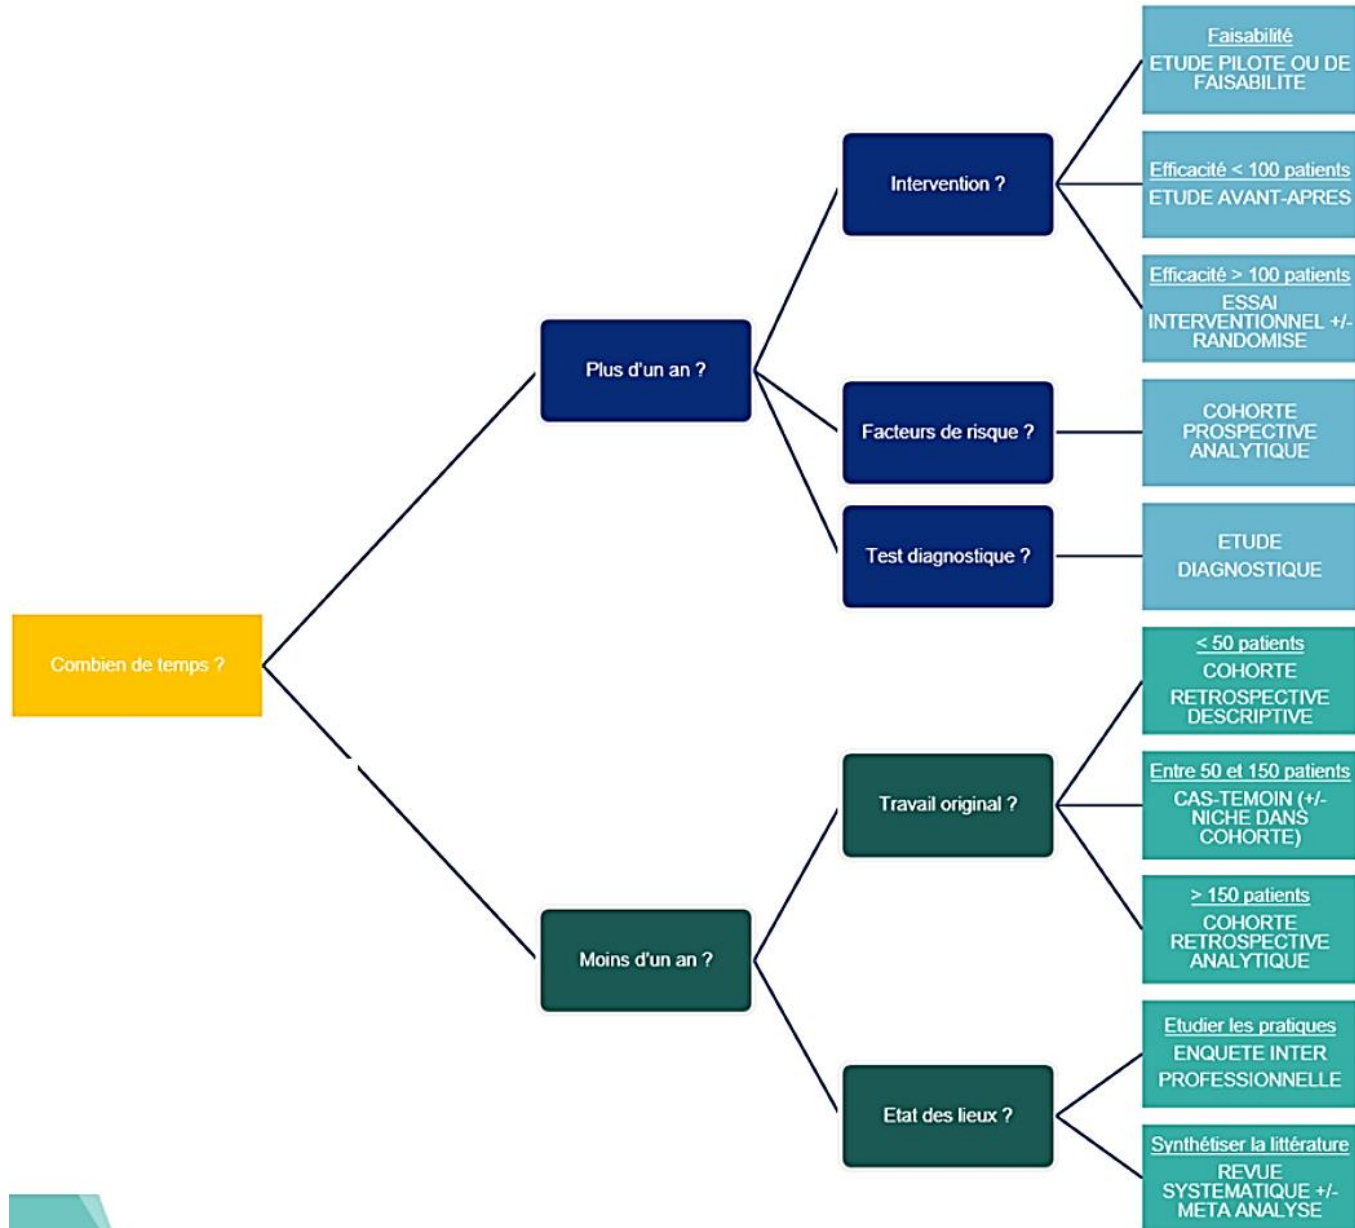 Combien de temps ?
Plus d'un an ?
Intervention ?
Faisabilité
ETUDE PILOTE OU DE
FAISABILITE
Efficacité < 100 patients
ETUDE AVANT-APRES
Efficacité > 100 patients
ESSAI
INTERVENTIONNEL +/-
RANDOMISE
Facteurs de risque ?
COHORTE
PROSPECTIVE
ANALYTIQUE
Test diagnostique ?
ETUDE
DIAGNOSTIQUE
Moins d'un an ?
Travail original ?
< 50 patients
COHORTE
RETROSPECTIVE
DESCRIPTIVE
Entre 50 et 150 patients
CAS-TEMOIN (+/-
NICHE DANS
COHORTE)
> 150 patients
COHORTE
RETROSPECTIVE
ANALYTIQUE
Etat des lieux ?
Etudier les pratiques
ENQUETE INTER
PROFESSIONNELLE
Synthétiser la littérature
REVUE
SYSTEMATIQUE +/-
META ANALYSE